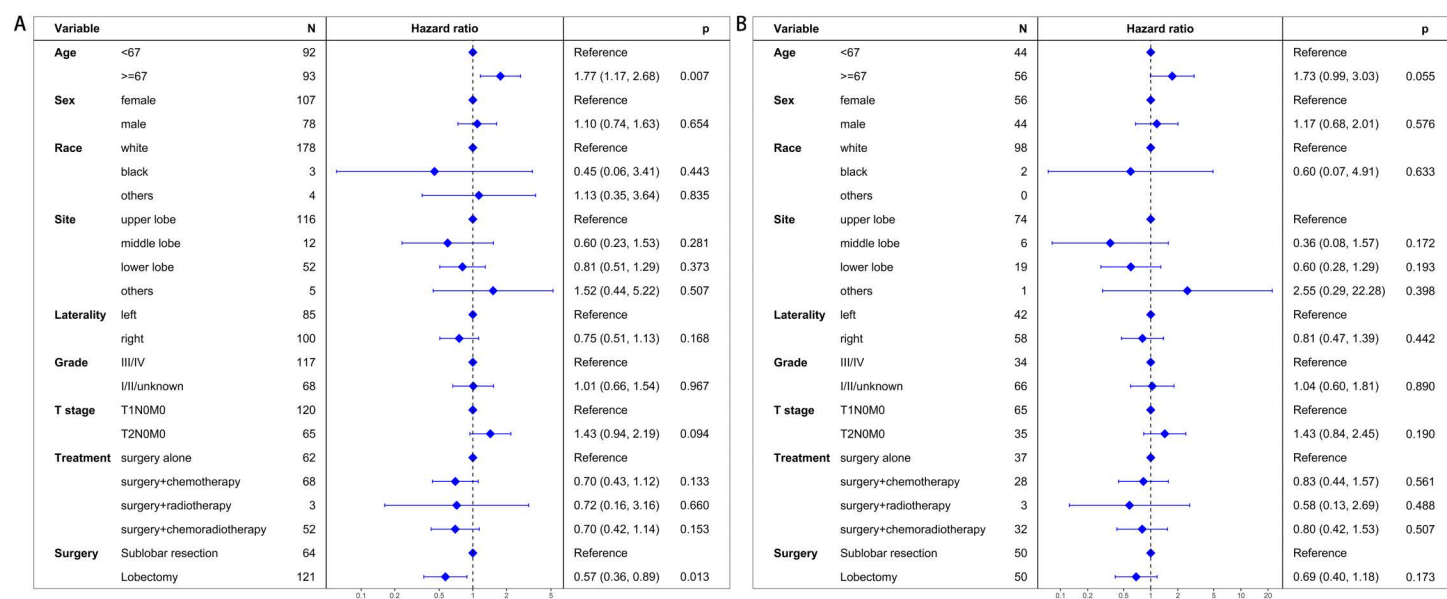 A
Variable N Hazard ratio p
Age <67 92 Reference
>=67 93 1.77 (1.17, 2.68) 0.007
Sex female 107 Reference
male 78 1.10 (0.74, 1.63) 0.654
Race white 178 Reference
black 3 0.45 (0.06, 3.41) 0.443
others 4 1.13 (0.35, 3.64) 0.835
Site upper lobe 116 Reference
middle lobe 12 0.60 (0.23, 1.53) 0.281
lower lobe 52 0.81 (0.51, 1.29) 0.373
others 5 1.52 (0.44, 5.22) 0.507
Laterality left 85 Reference
right 100 0.75 (0.51, 1.13) 0.168
Grade III/IV 117 Reference
I/II/unknown 68 1.01 (0.66, 1.54) 0.967
T stage T1N0M0 120 Reference
T2N0M0 65 1.43 (0.94, 2.19) 0.094
Treatment surgery alone 62 Reference
surgery+chemotherapy 68 0.70 (0.43, 1.12) 0.133
surgery+radiotherapy 3 0.72 (0.16, 3.16) 0.660
surgery+chemoradiotherapy 52 0.70 (0.42, 1.14) 0.153
Surgery Sublobar resection 64 Reference
Lobectomy 121 0.57 (0.36, 0.89) 0.013
0.1 0.2 0.5 1 2 5
B
Variable N Hazard ratio p
Age <67 44 Reference
>=67 56 1.73 (0.99, 3.03) 0.055
Sex female 56 Reference
male 44 1.17 (0.68, 2.01) 0.576
Race white 98 Reference
black 2 0.60 (0.07, 4.91) 0.633
others 0
Site upper lobe 74 Reference
middle lobe 6 0.36 (0.08, 1.57) 0.172
lower lobe 19 0.60 (0.28, 1.29) 0.193
others 1 2.55 (0.29, 22.28) 0.398
Laterality left 42 Reference
right 58 0.81 (0.47, 1.39) 0.442
Grade III/IV 34 Reference
I/II/unknown 66 1.04 (0.60, 1.81) 0.890
T stage T1N0M0 65 Reference
T2N0M0 35 1.43 (0.84, 2.45) 0.190
Treatment surgery alone 37 Reference
surgery+chemotherapy 28 0.83 (0.44, 1.57) 0.561
surgery+radiotherapy 3 0.58 (0.13, 2.69) 0.488
surgery+chemoradiotherapy 32 0.80 (0.42, 1.53) 0.507
Surgery Sublobar resection 50 Reference
Lobectomy 50 0.69 (0.40, 1.18) 0.173
0.1 0.2 0.5 1 2 5 10 20